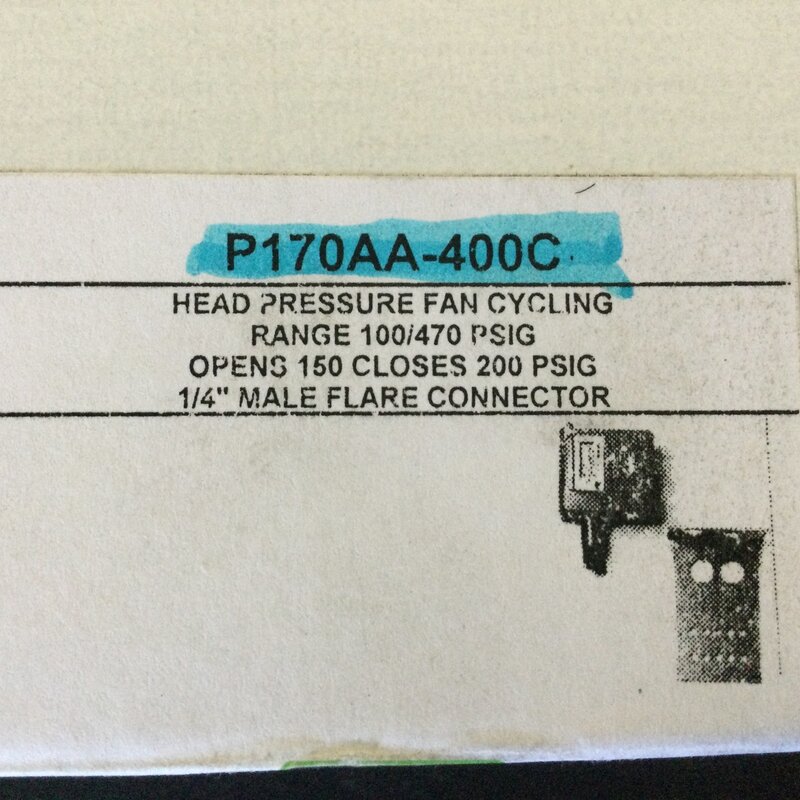 P170AA-400C
HEAD PRESSURE FAN CYCLING
RANGE 100/470 PSIG
OPENS 150 CLOSES 200 PSIG
1/4" MALE FLARE CONNECTOR